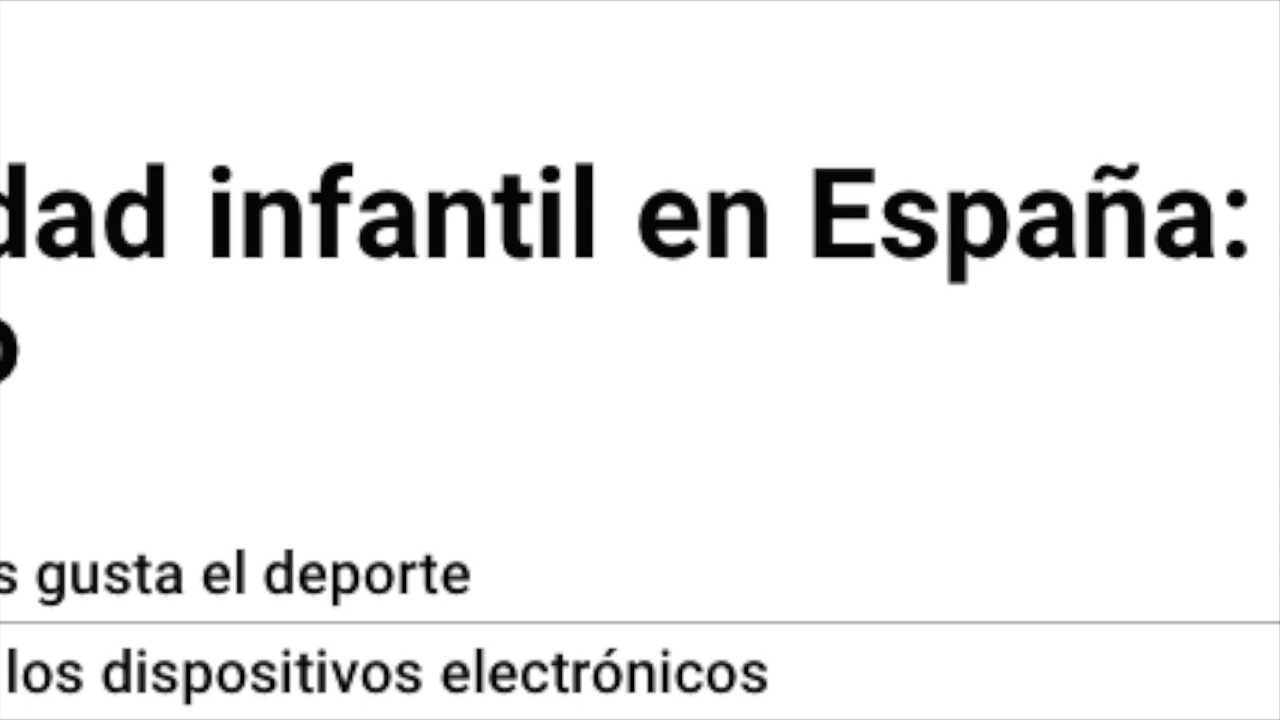 dad infantil en España:
s gusta el deporte
los dispositivos electrónicos